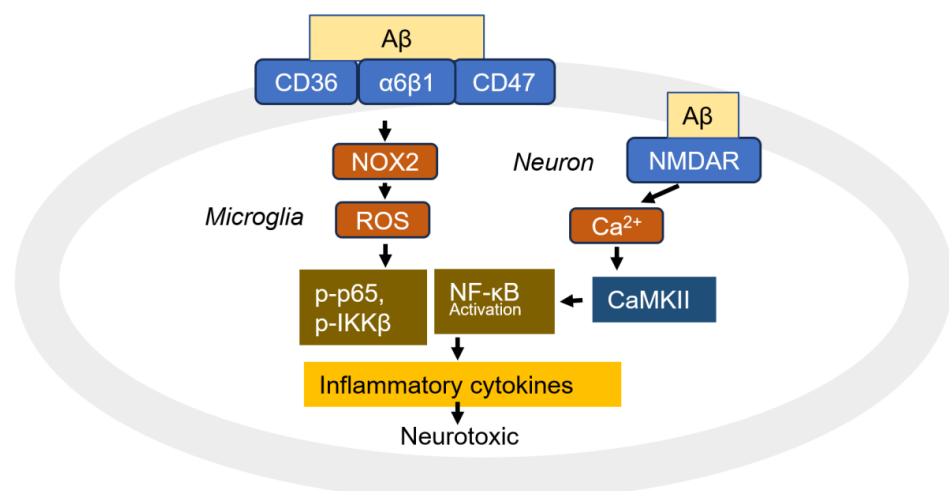 Aβ
CD36 α6β1 CD47
Aβ
NMDAR
Neuron
NOX2
Microglia
ROS
Ca²⁺
p-p65,
p-IKKβ
NF-κB
Activation
CaMKII
Inflammatory cytokines
Neurotoxic